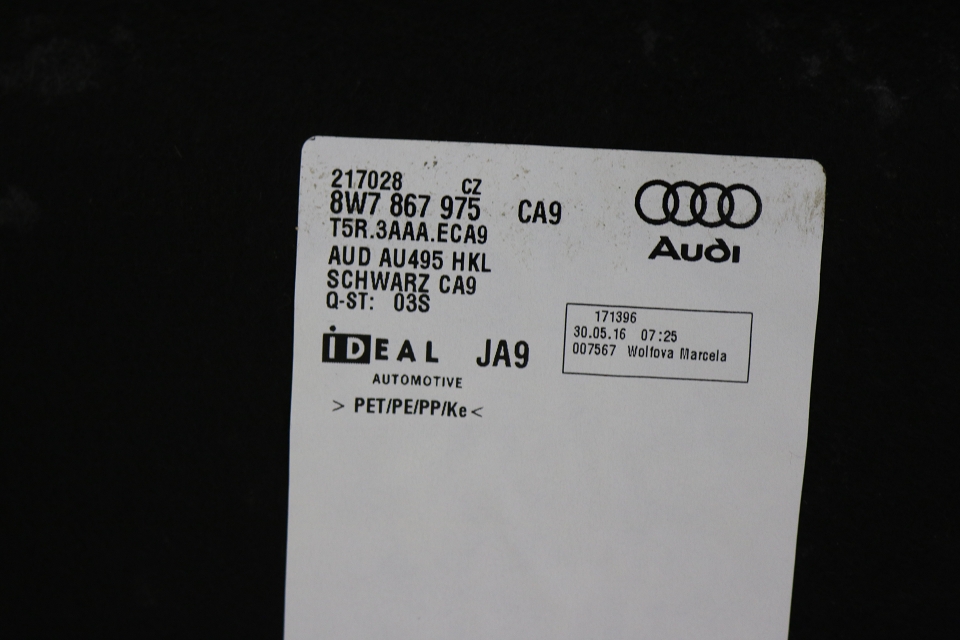 217028 CZ
8W7 867 975 CA9
T5R.3AAA.ECA9
AUD AU495 HKL
SCHWARZ CA9
Q-ST: 03S
Audi
171396
30.05.16 07:25
007567 Wolfova Marcela
iDEAL JA9
AUTOMOTIVE
> PET/PE/PP/Ke <